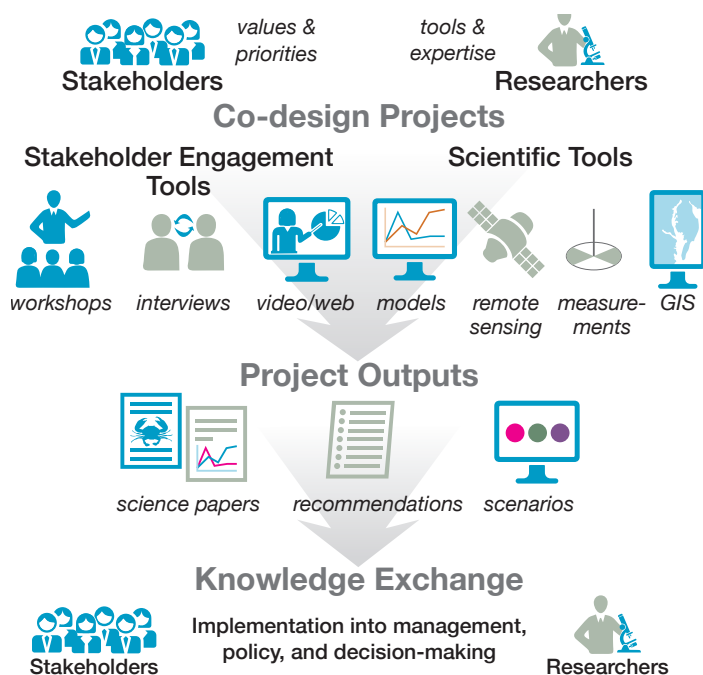 values &
priorities
tools &
expertise
Stakeholders
Researchers
Co-design Projects
Stakeholder Engagement
Tools
Scientific Tools
workshops
interviews
video/web
models
remote
sensing
measure-
ments
GIS
Project Outputs
science papers
recommendations
scenarios
Knowledge Exchange
Implementation into management,
policy, and decision-making
Stakeholders
Researchers